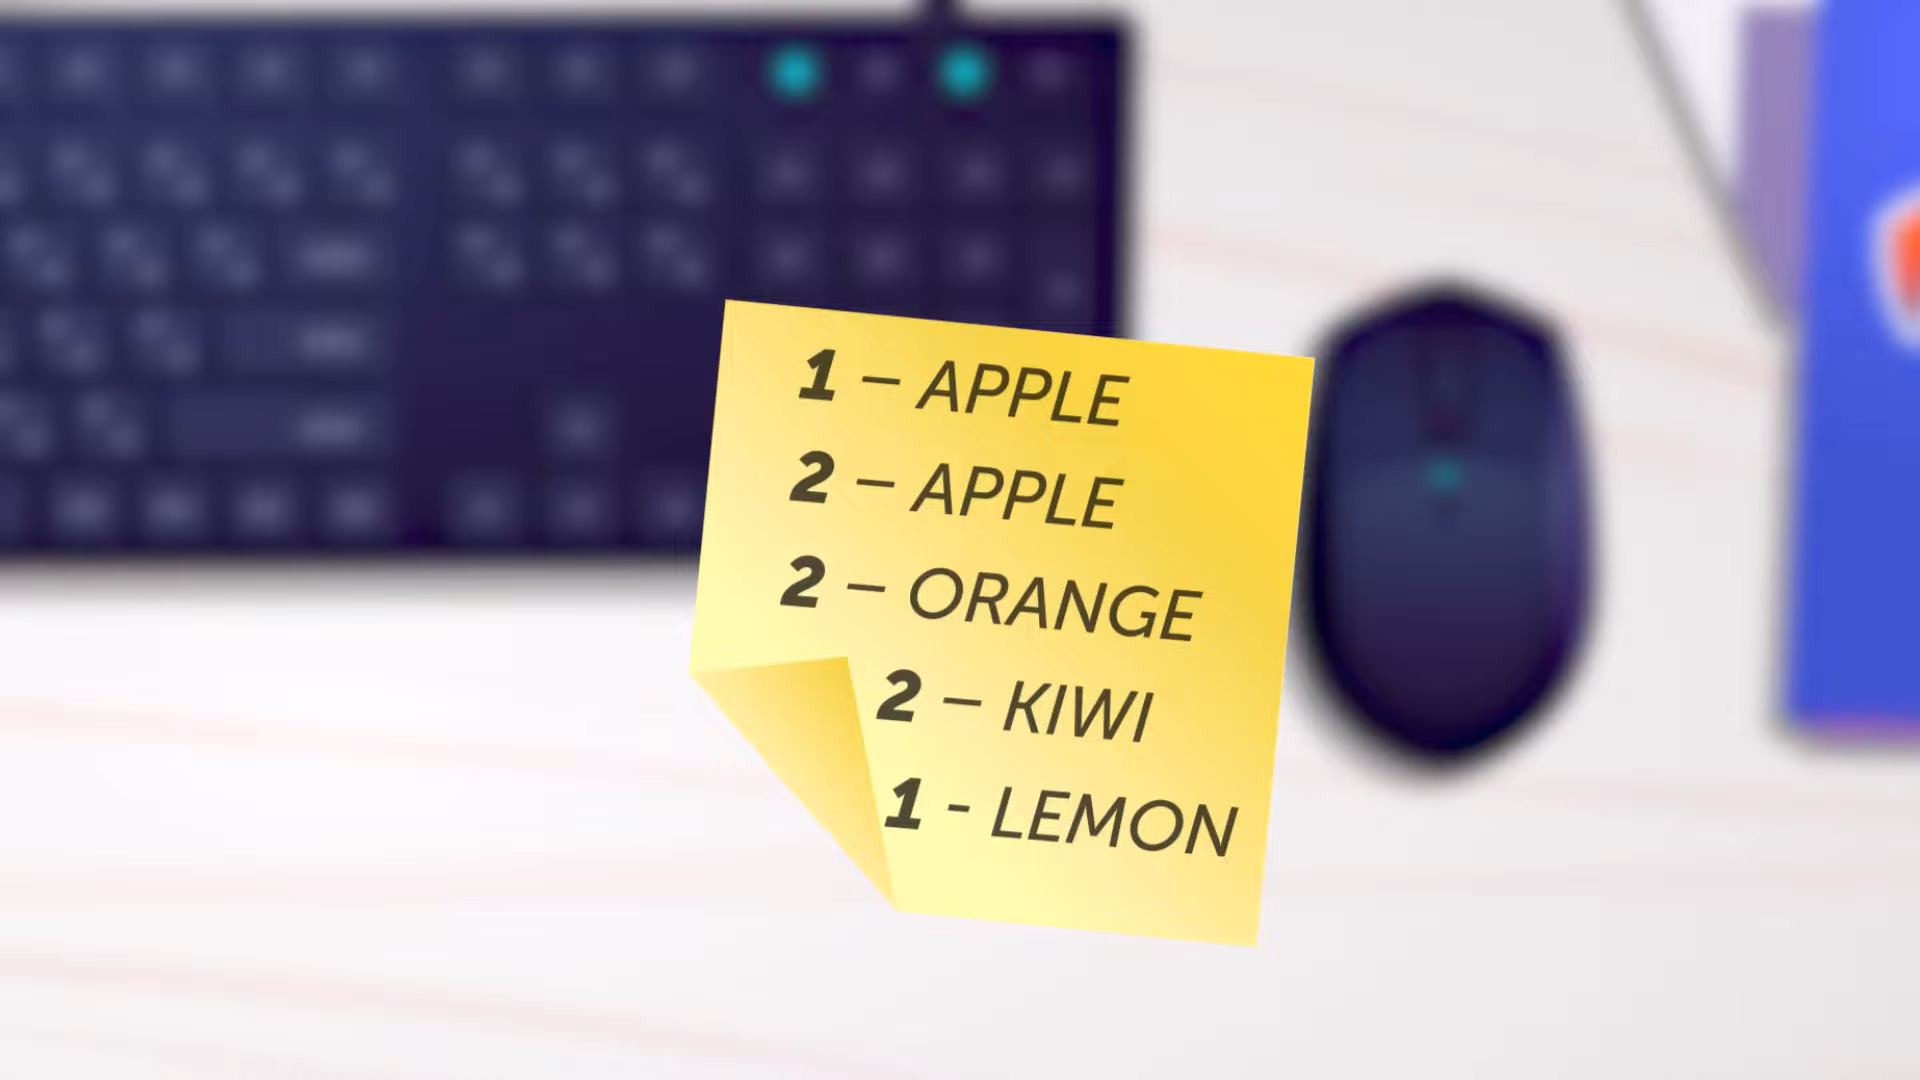 1 – APPLE
2 – APPLE
2 – ORANGE
2 – KIWI
1 - LEMON